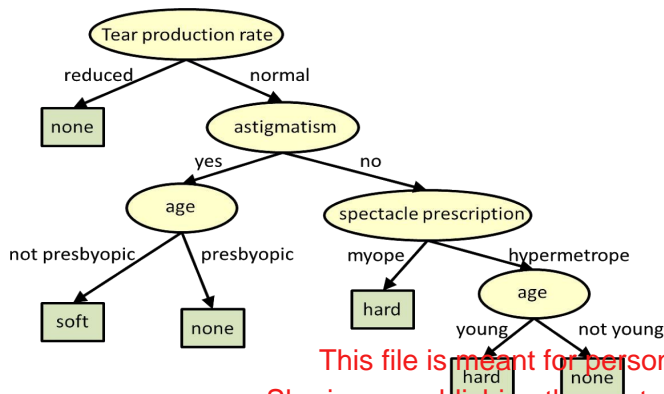 Tear production rate
reduced
normal
none
astigmatism
yes
no
age
spectacle prescription
not presbyopic
presbyopic
myope
hypermetrope
soft
none
hard
age
young
not young
hard
none
This file is meant for person